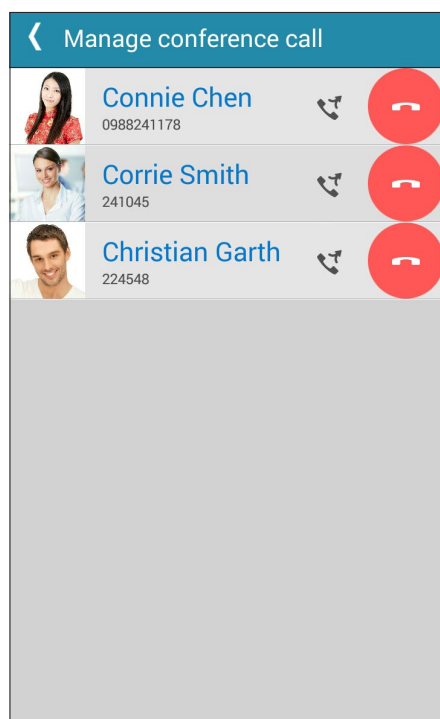 Manage conference call
Connie Chen
0988241178
Corrie Smith
241045
Christian Garth
224548